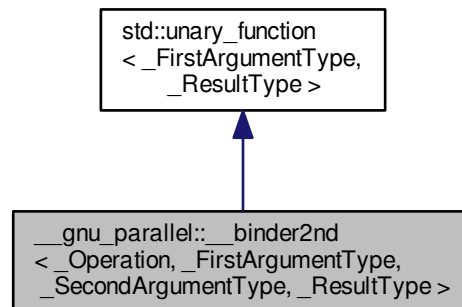 std::unary_function
< _FirstArgumentType,
_ResultType >
__gnu_parallel::__binder2nd
< _Operation, _FirstArgumentType,
_SecondArgumentType, _ResultType >